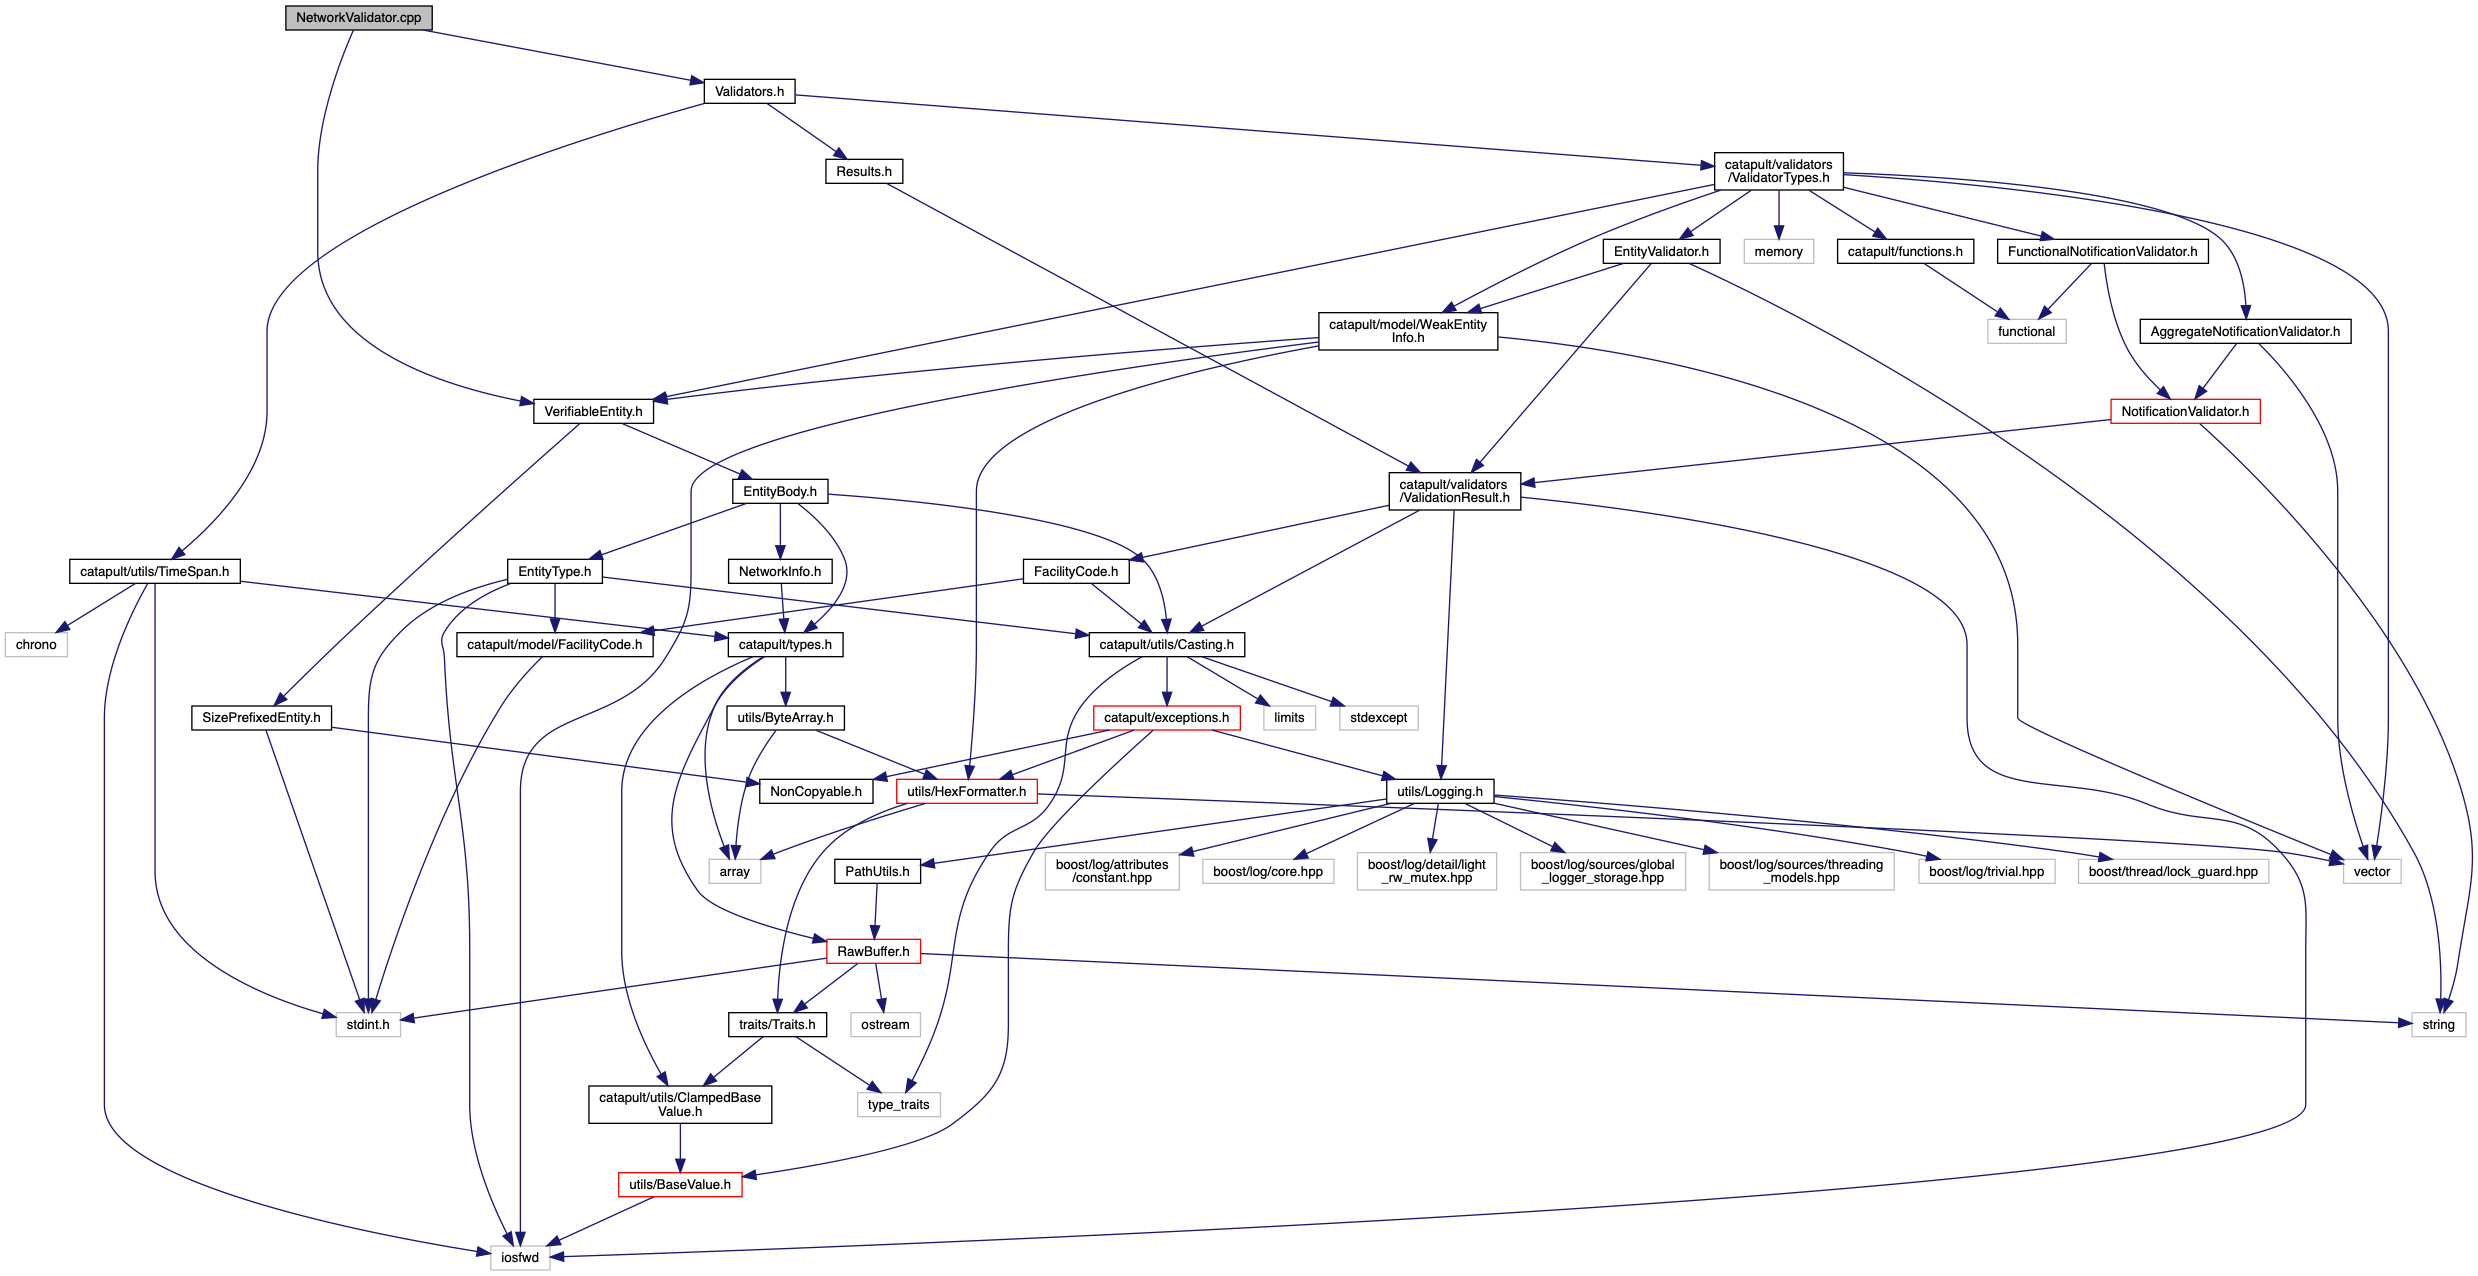 NetworkValidator.cpp
Validators.h
Results.h
catapult/validators
/ValidatorTypes.h
EntityValidator.h
memory
catapult/functions.h
FunctionalNotificationValidator.h
catapult/model/WeakEntity
Info.h
functional
AggregateNotificationValidator.h
VerifiableEntity.h
NotificationValidator.h
EntityBody.h
catapult/validators
/ValidationResult.h
catapult/utils/TimeSpan.h
EntityType.h
NetworkInfo.h
FacilityCode.h
chrono
catapult/model/FacilityCode.h
catapult/types.h
catapult/utils/Casting.h
SizePrefixedEntity.h
utils/ByteArray.h
catapult/exceptions.h
limits
stdexcept
NonCopyable.h
utils/HexFormatter.h
utils/Logging.h
array
PathUtils.h
boost/log/attributes
/constant.hpp
boost/log/core.hpp
boost/log/detail/light
_rw_mutex.hpp
boost/log/sources/global
_logger_storage.hpp
boost/log/sources/threading
_models.hpp
boost/log/trivial.hpp
boost/thread/lock_guard.hpp
vector
RawBuffer.h
stdint.h
traits/Traits.h
ostream
string
catapult/utils/ClampedBase
Value.h
type_traits
utils/BaseValue.h
iosfwd